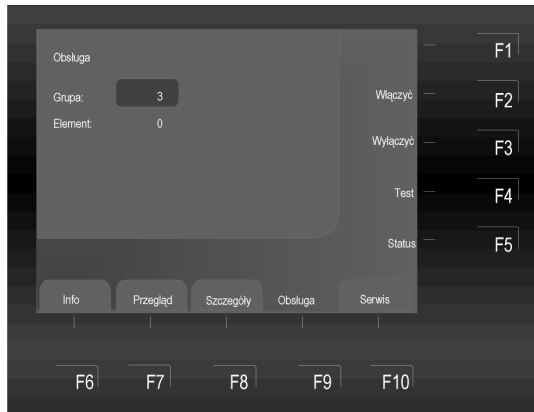 Obsługa
Grupa: 3
Element: 0
F1
Włączyć F2
Wyłączyć F3
Test F4
Status F5
Info Przegląd Szczegóły Obsługa Serwis
F6 F7 F8 F9 F10